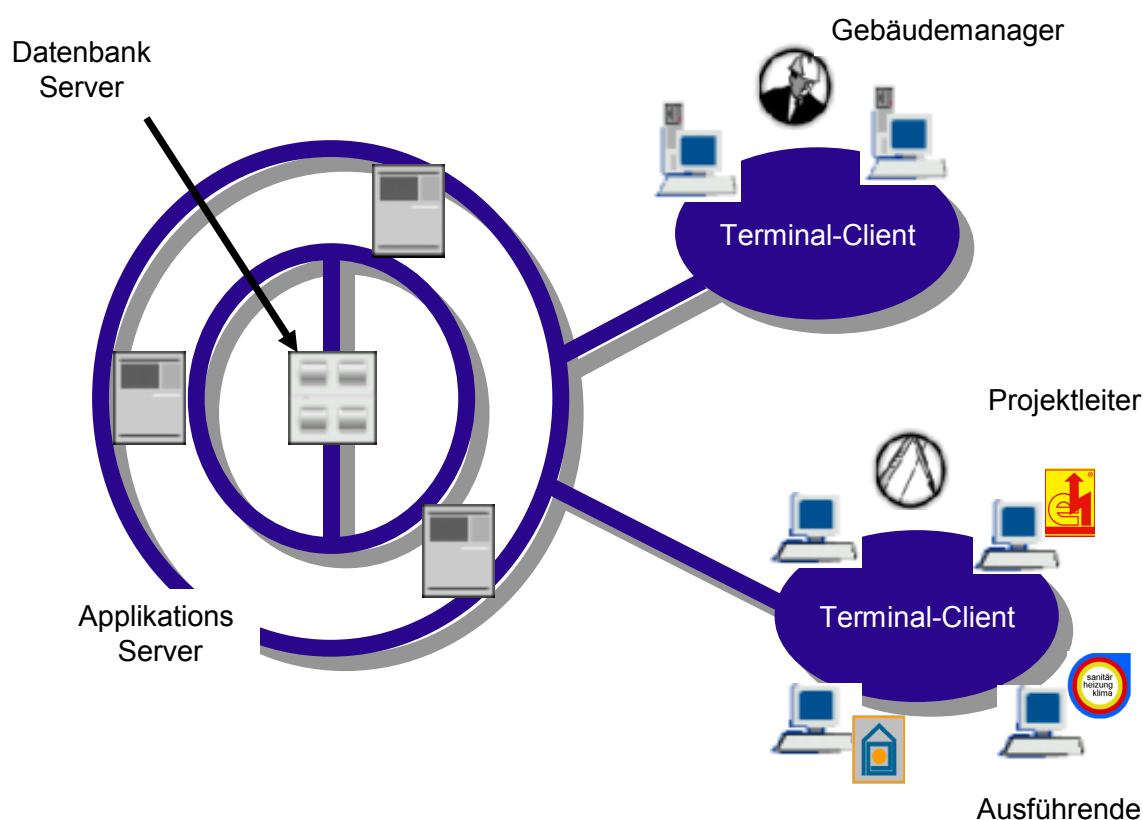 Gebäudemanager
Datenbank
Server
Terminal-Client
Projektleiter
Terminal-Client
Applikations
Server
sanitär
heizung
klima
Ausführende